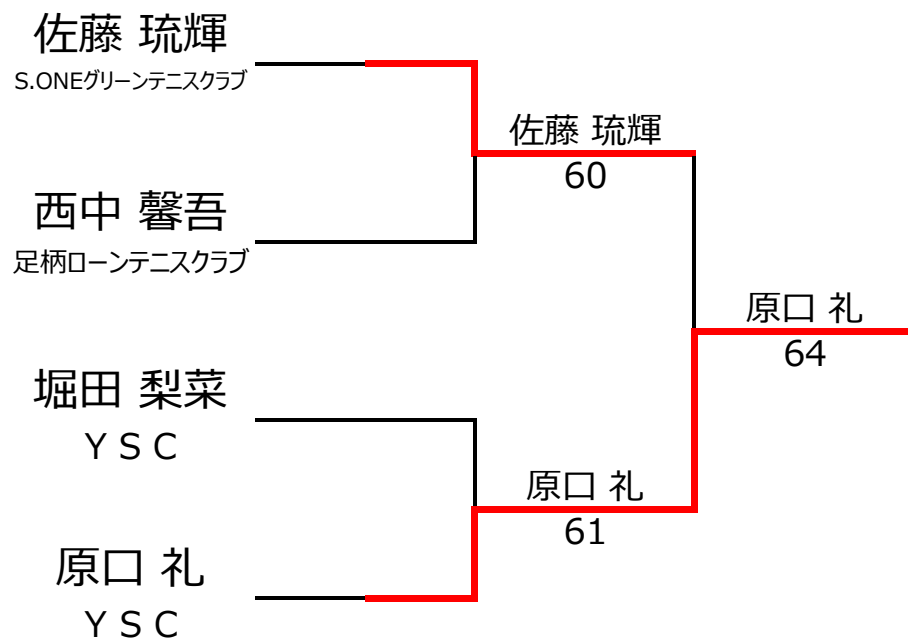 佐藤 琉輝
S.ONEグリーンテニスクラブ
佐藤 琉輝
60
西中 馨吾
足柄ローンテニスクラブ
原口 礼
64
堀田 梨菜
Y S C
原口 礼
61
原口 礼
Y S C